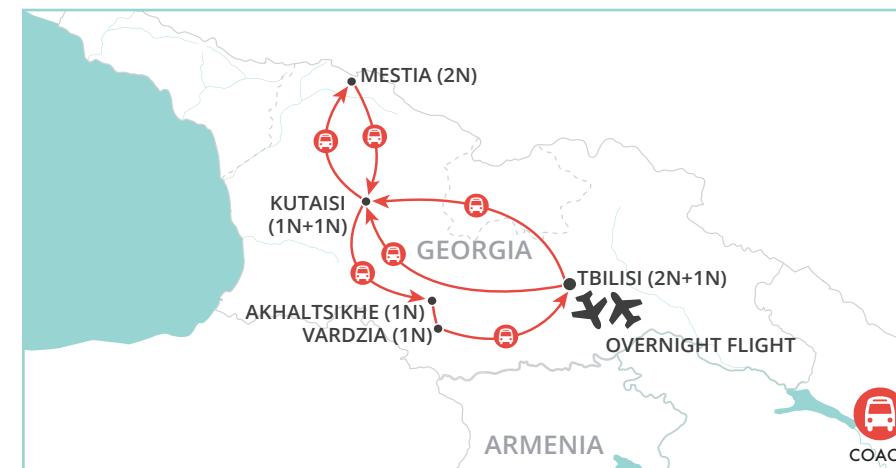 MESTIA (2N)
KUTAISI
(1N+1N)
GEORGIA
TBILISI (2N+1N)
AKHALTSIKHE (1N)
VARDZIA (1N)
OVERNIGHT FLIGHT
ARMENIA